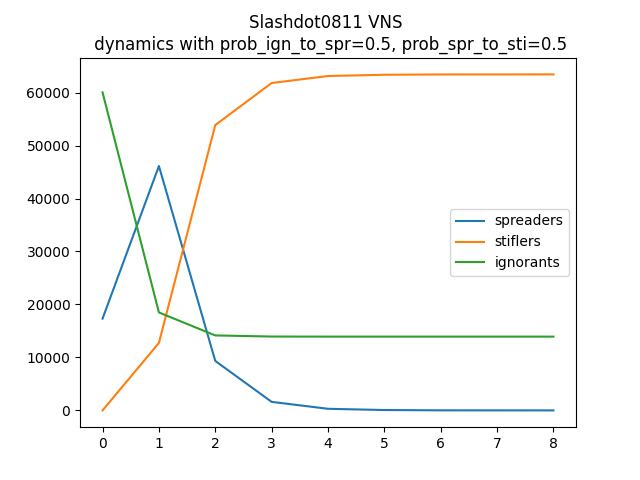 Slashdot0811 VNS
dynamics with prob_ign_to_spr=0.5, prob_spr_to_sti=0.5
60000
50000
40000
30000
20000
10000
0
spreaders
stiflers
ignorants
0 1 2 3 4 5 6 7 8